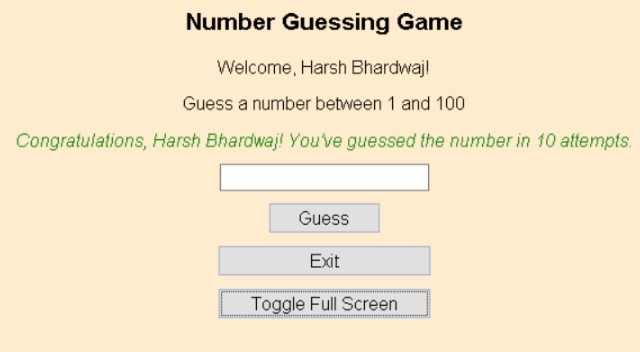 Number Guessing Game
Welcome, Harsh Bhardwaj!
Guess a number between 1 and 100
Congratulations, Harsh Bhardwaj! You've guessed the number in 10 attempts.
Guess
Exit
Toggle Full Screen